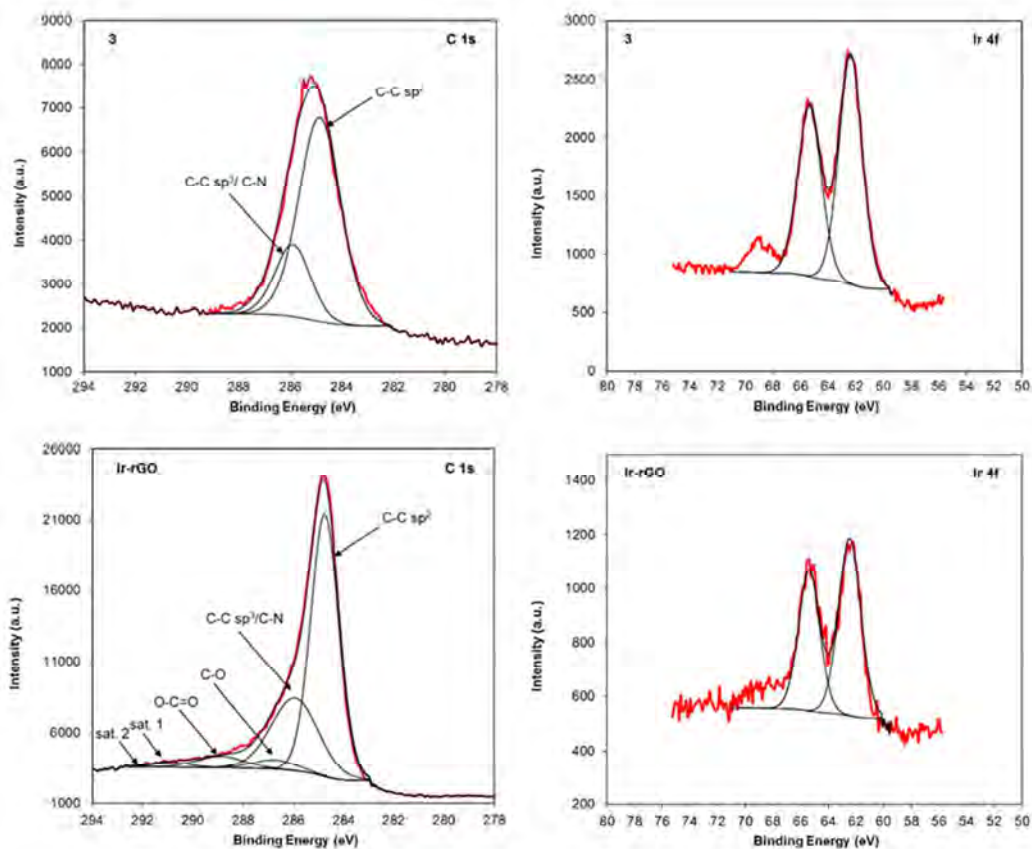 9000
8000
7000
6000
5000
4000
3000
2000
1000
Intensity (a.u.)
3
C 1s
C-C sp²
C-C sp³/ C-N
294 292 290 288 286 284 282 280 278
Binding Energy (eV)
3000
2500
2000
1500
1000
500
0
Intensity (a.u.)
3
Ir 4f
80 78 76 74 72 70 68 66 64 62 60 58 56 54 52 50
Binding Energy (eV)
26000
21000
16000
11000
6000
1000
Intensity (a.u.)
Ir-rGO
C 1s
C-C sp²
C-C sp³/C-N
C-O
O-C=O
sat. 1
sat. 2
294 292 290 288 286 284 282 280 278
Binding Energy (eV)
1400
1200
1000
800
600
400
200
Intensity (a.u.)
Ir-rGO
Ir 4f
80 78 76 74 72 70 68 66 64 62 60 58 56 54 52 50
Binding Energy (eV)